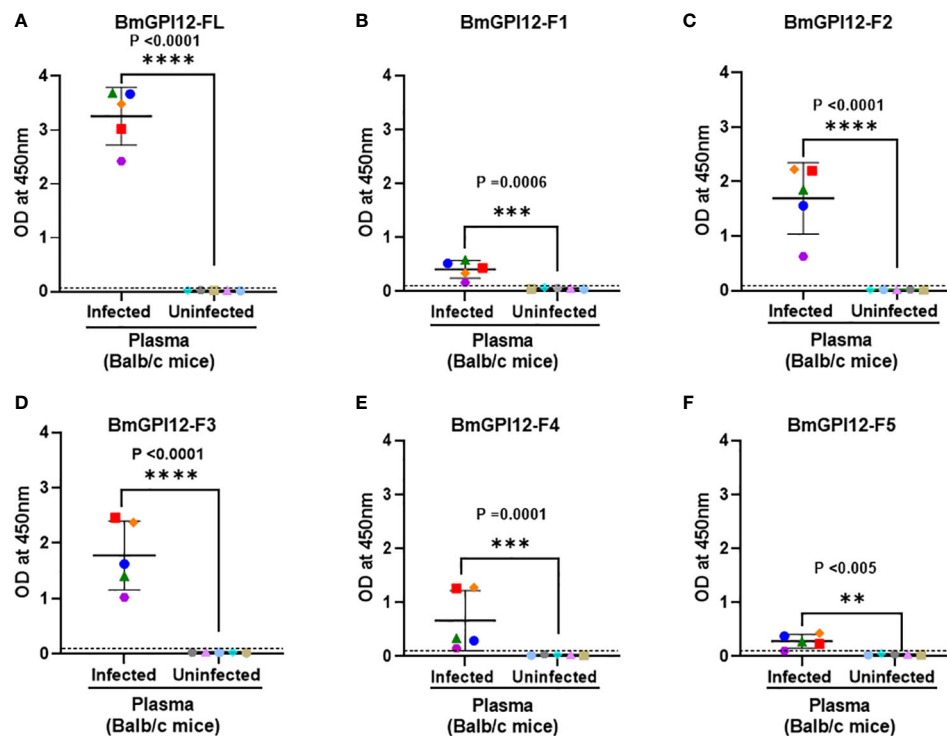 A
BmGPI12-FL
P <0.0001
****
4
3
2
1
0
OD at 450nm
Infected Uninfected
Plasma
(Balb/c mice)
B
BmGPI12-F1
4
3
2
1
0
OD at 450nm
P =0.0006
***
Infected Uninfected
Plasma
(Balb/c mice)
C
BmGPI12-F2
4
3
2
1
0
OD at 450nm
P <0.0001
****
Infected Uninfected
Plasma
(Balb/c mice)
D
BmGPI12-F3
P <0.0001
****
4
3
2
1
0
OD at 450nm
Infected Uninfected
Plasma
(Balb/c mice)
E
BmGPI12-F4
4
3
2
1
0
OD at 450nm
P =0.0001
***
Infected Uninfected
Plasma
(Balb/c mice)
F
BmGPI12-F5
4
3
2
1
0
OD at 450nm
P <0.005
**
Infected Uninfected
Plasma
(Balb/c mice)